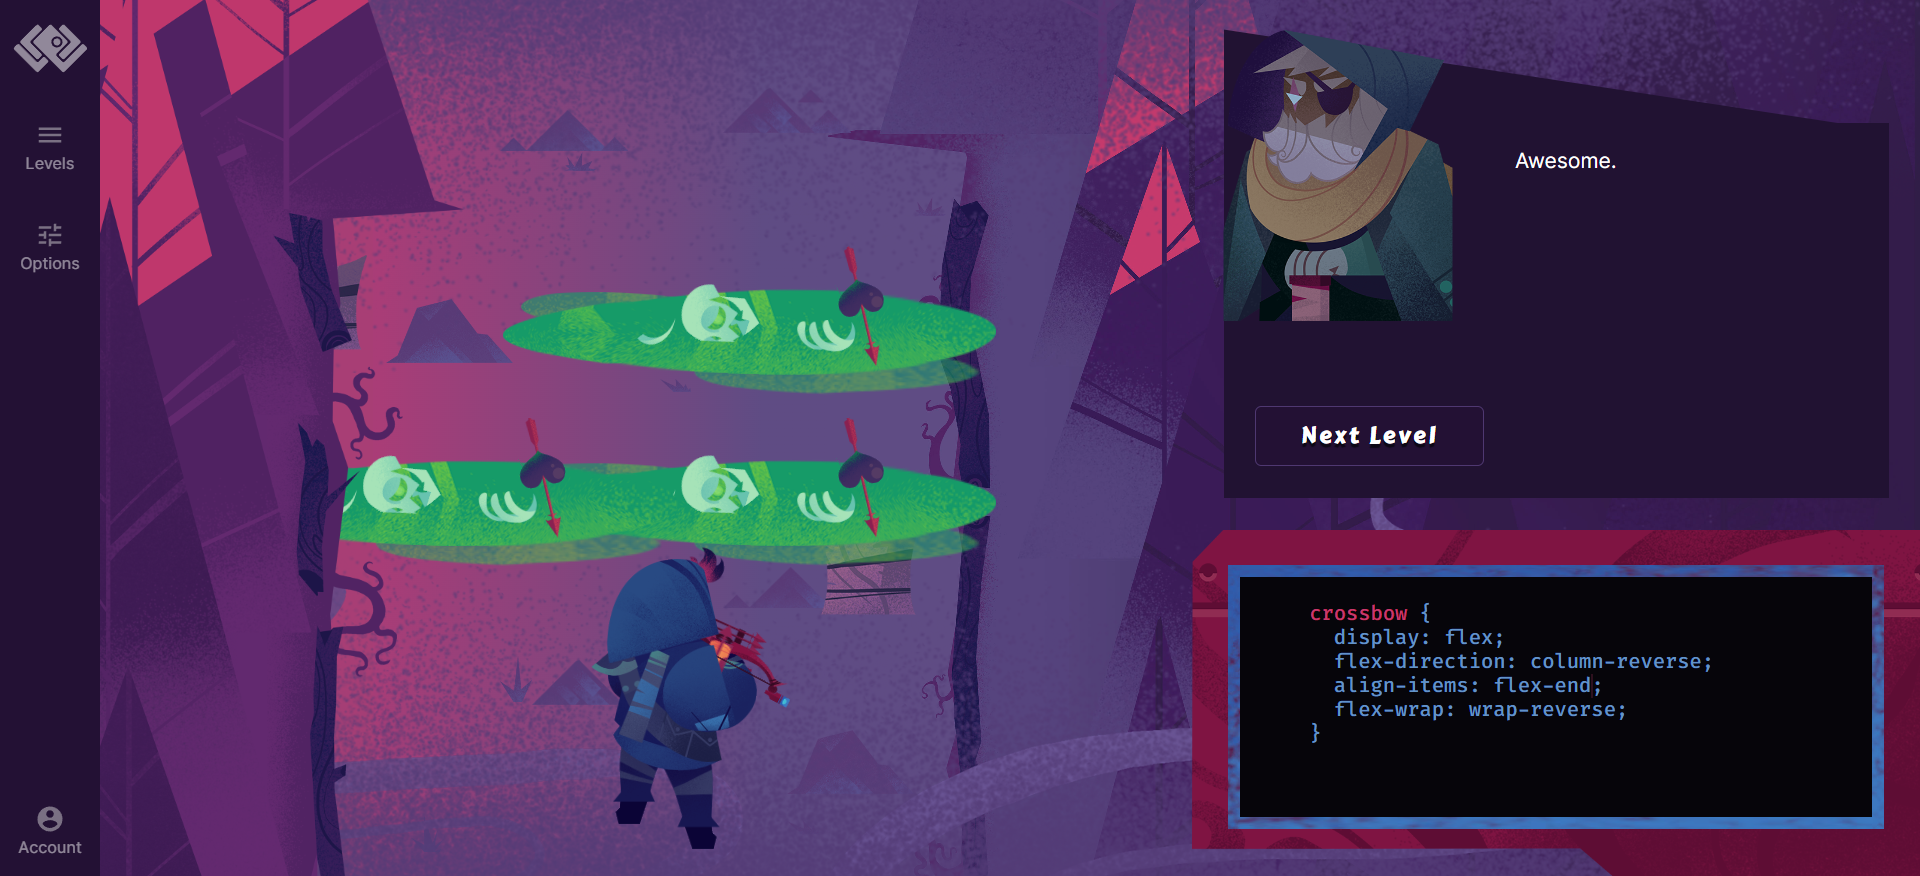 Levels
Options
Account
Awesome.
Next Level
crossbow {
display: flex;
flex-direction: column-reverse;
align-items: flex-end;
flex-wrap: wrap-reverse;
}